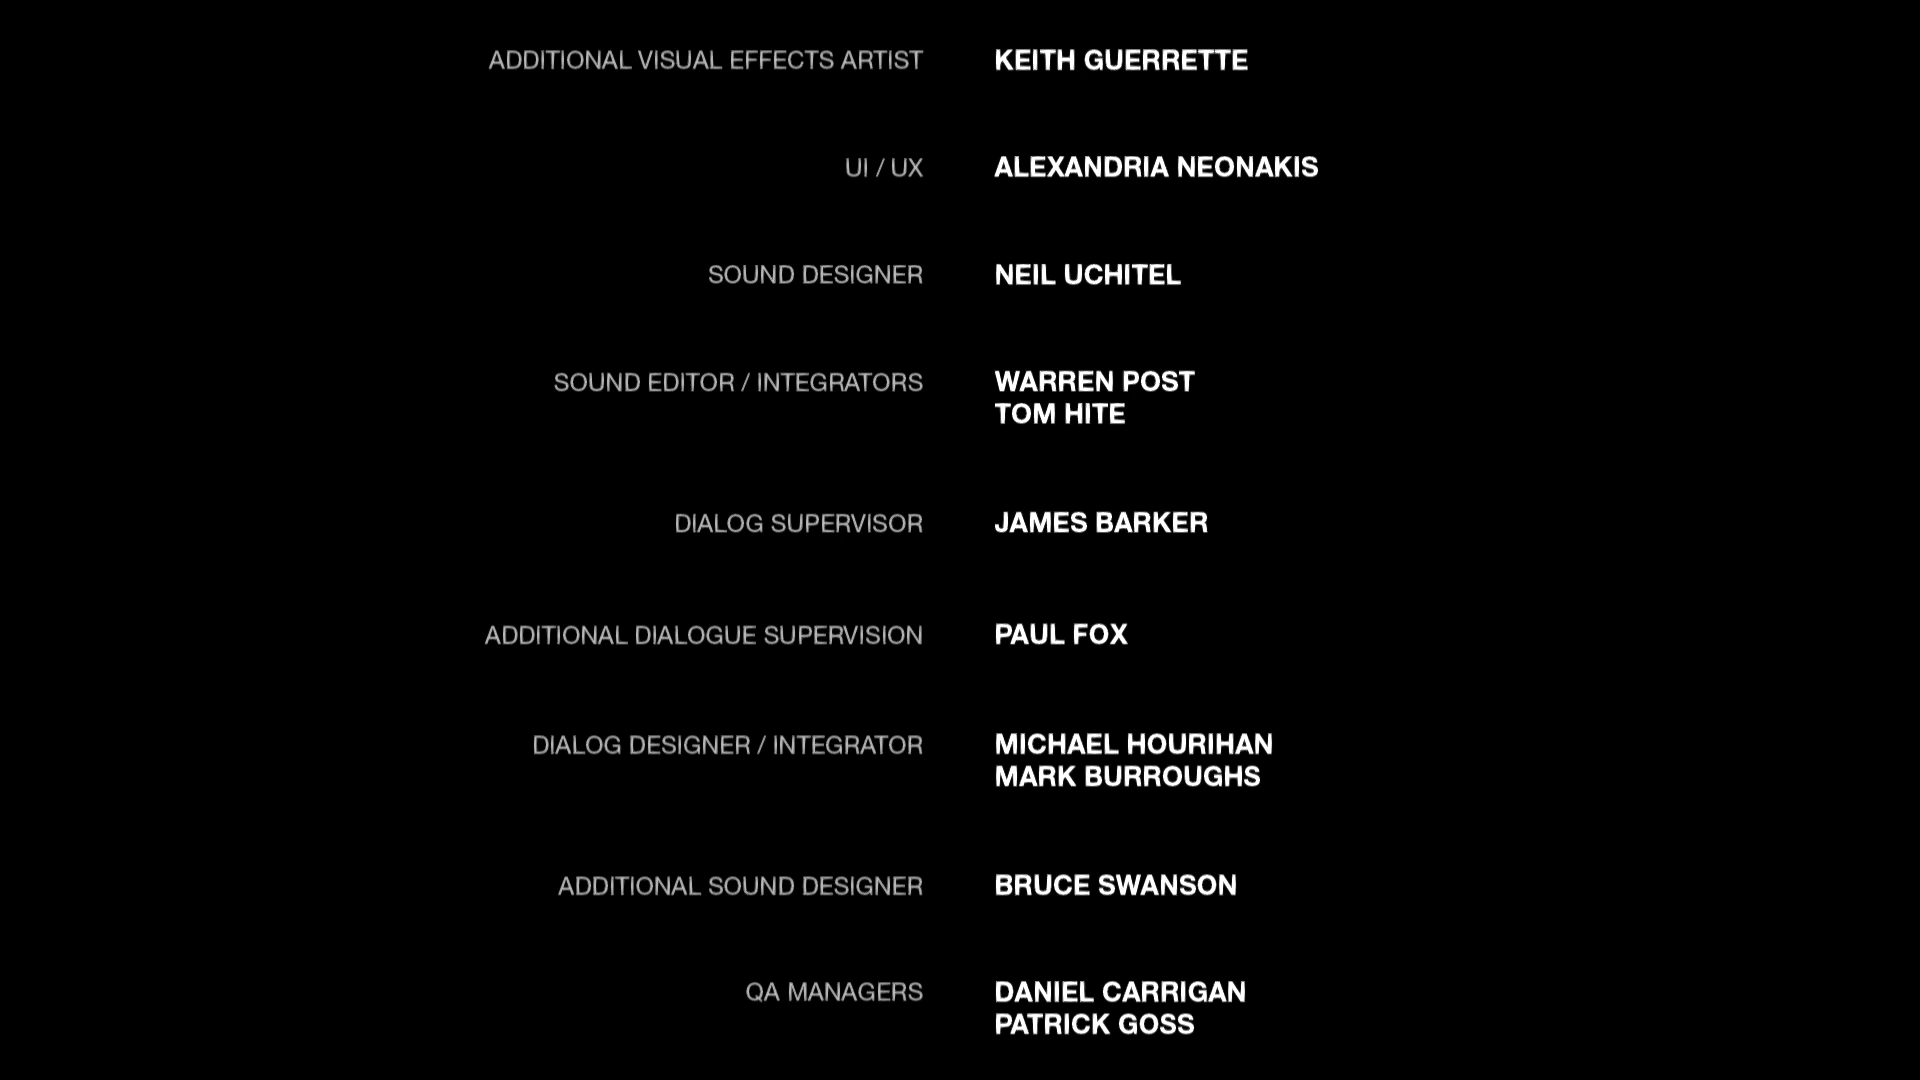 ADDITIONAL VISUAL EFFECTS ARTIST KEITH GUERRETTE
UI / UX ALEXANDRIA NEONAKIS
SOUND DESIGNER NEIL UCHITEL
SOUND EDITOR / INTEGRATORS WARREN POST
TOM HITE
DIALOG SUPERVISOR JAMES BARKER
ADDITIONAL DIALOGUE SUPERVISION PAUL FOX
DIALOG DESIGNER / INTEGRATOR MICHAEL HOURIHAN
MARK BURROUGHS
ADDITIONAL SOUND DESIGNER BRUCE SWANSON
QA MANAGERS DANIEL CARRIGAN
PATRICK GOSS